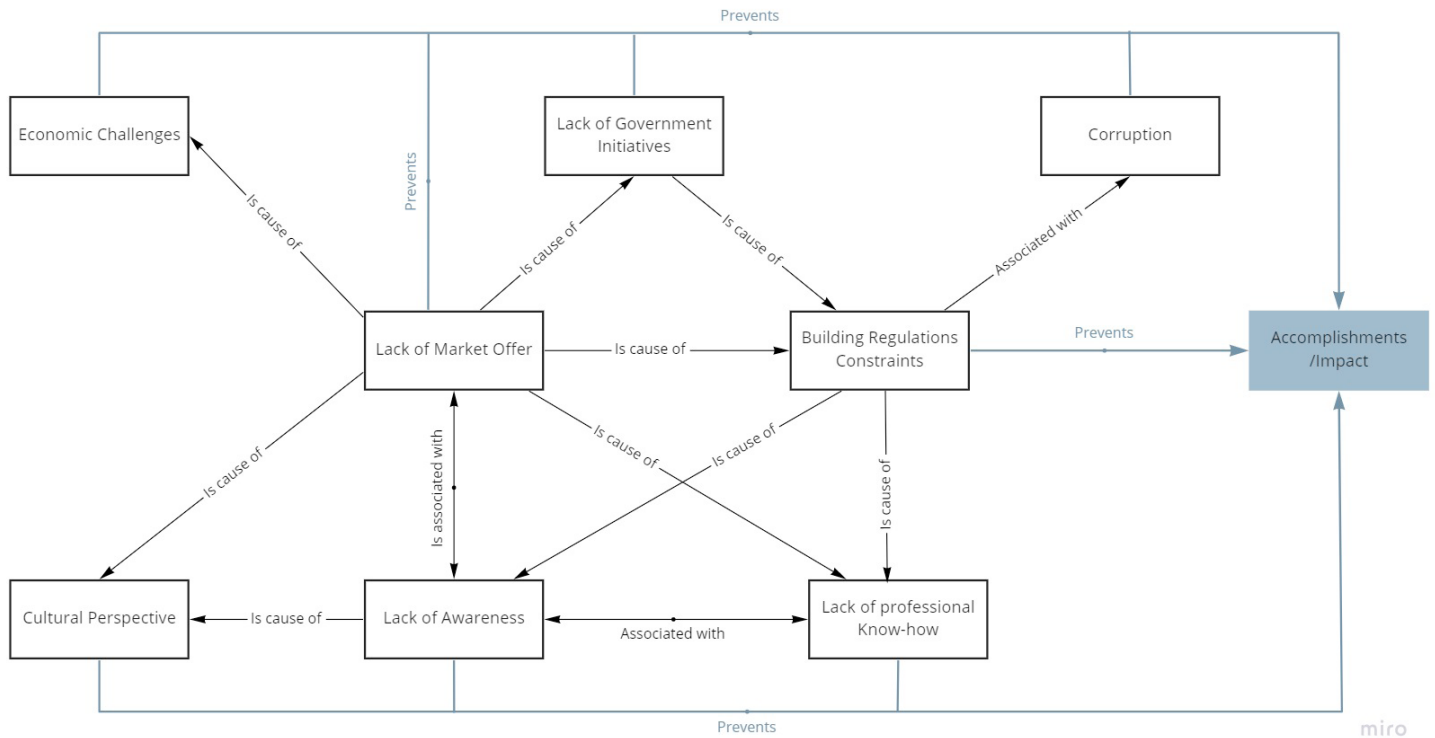 Prevents
Economic Challenges
Lack of Government
Initiatives
Corruption
Prevents
Is cause of
Is cause of
Is cause of
Associated with
Lack of Market Offer
Is cause of
Building Regulations
Constraints
Prevents
Accomplishments
/Impact
Is cause of
Is associated with
Is cause of
Is cause of
Is cause of
Cultural Perspective
Is cause of
Lack of Awareness
Associated with
Lack of professional
Know-how
Prevents
miro